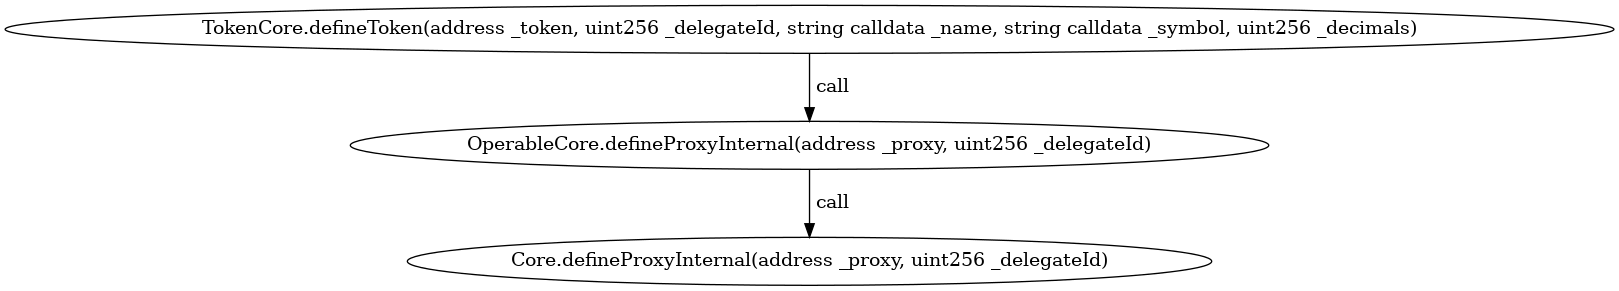 TokenCore.defineToken(address _token, uint256 _delegateId, string calldata _name, string calldata _symbol, uint256 _decimals)
call
OperableCore.defineProxyInternal(address _proxy, uint256 _delegateId)
call
Core.defineProxyInternal(address _proxy, uint256 _delegateId)